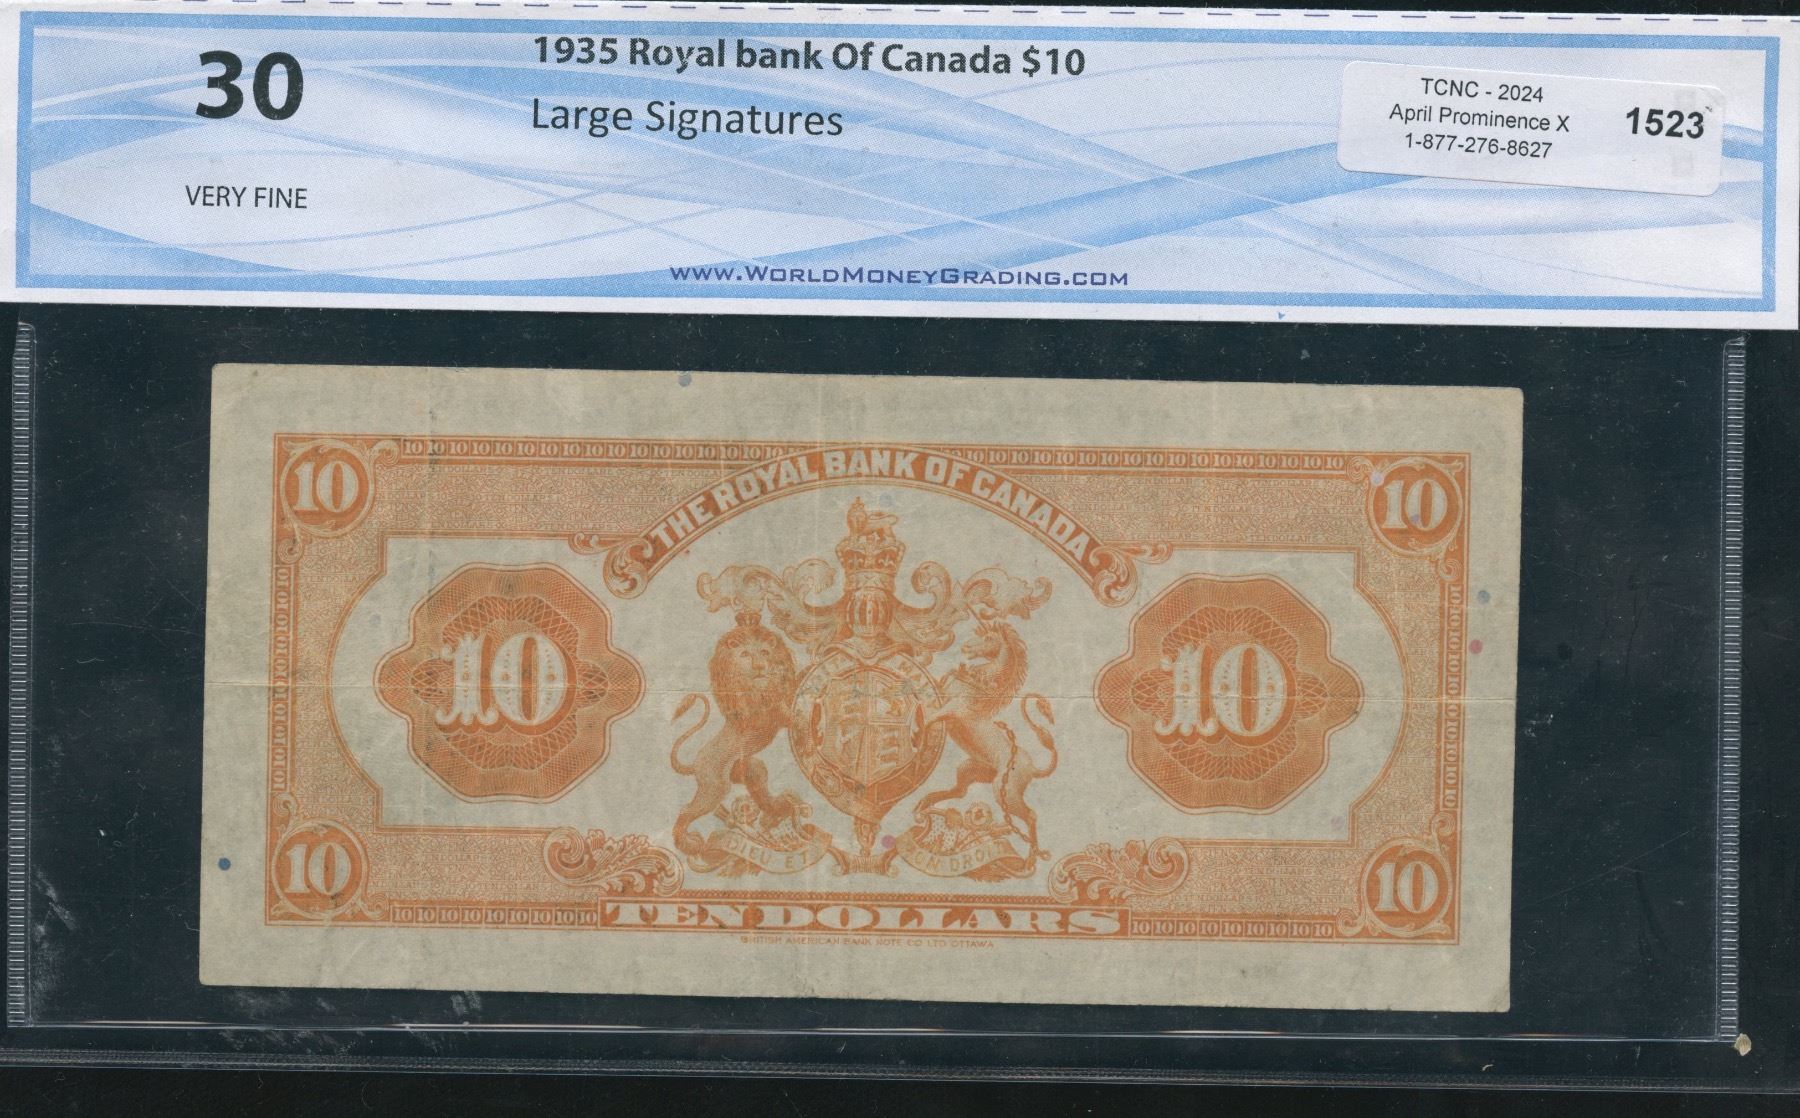 30
VERY FINE
1935 Royal bank Of Canada $10
Large Signatures
TCNC - 2024
April Prominence X
1-877-276-8627
1523
www.WorldMoneyGrading.com
10
10
THE ROYAL BANK OF CANADA
10
10
DIEU ET
MON DROIT
10
10
TEN DOLLARS
BRITISH AMERICAN BANK NOTE CO LTD OTTAWA